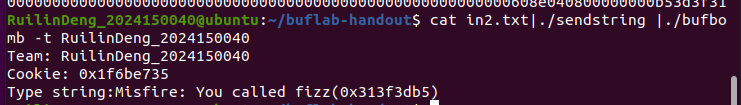 RuilinDeng_2024150040@ubuntu:~/buflab-handout$ cat in2.txt|./sendstring |./bufbo
mb -t RuilinDeng_2024150040
Team: RuilinDeng_2024150040
Cookie: 0x1f6be735
Type string:Misfire: You called fizz(0x313f3db5)